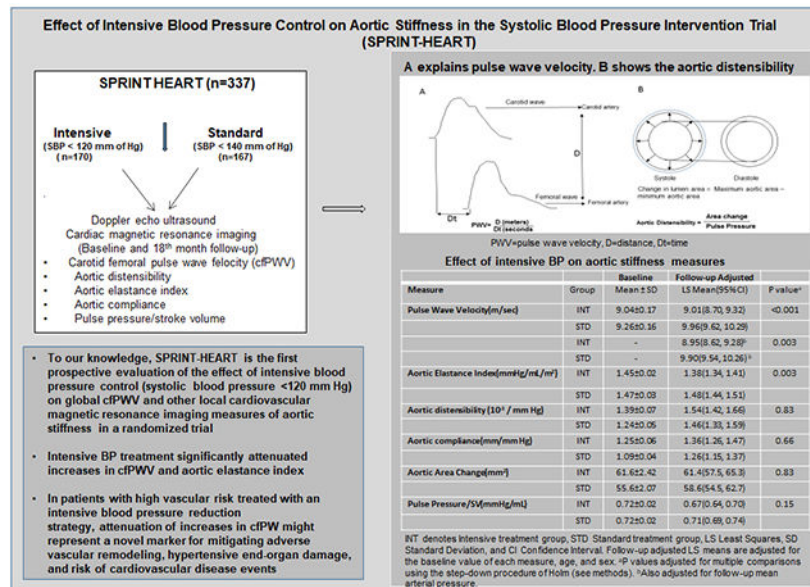 Effect of Intensive Blood Pressure Control on Aortic Stiffness in the Systolic Blood Pressure Intervention Trial
(SPRINT-HEART)
SPRINT HEART (n=337)
Intensive Standard
(SBP < 120 mm of Hg) (SBP < 140 mm of Hg)
(n=170) (n=167)
Doppler echo ultrasound
Cardiac magnetic resonance imaging
(Baseline and 18th month follow-up)
• Carotid femoral pulse wave felocity (cfPWV)
• Aortic distensibility
• Aortic elastance index
• Aortic compliance
• Pulse pressure/stroke volume
• To our knowledge, SPRINT-HEART is the first
prospective evaluation of the effect of intensive blood
pressure control (systolic blood pressure <120 mm Hg)
on global cfPWV and other local cardiovascular
magnetic resonance imaging measures of aortic
stiffness in a randomized trial
• Intensive BP treatment significantly attenuated
increases in cfPWV and aortic elastance index
• In patients with high vascular risk treated with an
intensive blood pressure reduction
strategy, attenuation of increases in cfPW might
represent a novel marker for mitigating adverse
vascular remodeling, hypertensive end-organ damage,
and risk of cardiovascular disease events
A explains pulse wave velocity. B shows the aortic distensibility
A B
Carotid wave Carotid artery
D
Femoral wave Femoral artery
Dt
PWV= D (meters)
Dt (seconds
Systole Diastole
Change in lumen area = Maximum aortic area –
minimum aortic area
Aortic Distensibility = Area change
Pulse Pressure
PWV=pulse wave velocity, D=distance, Dt=time
Effect of intensive BP on aortic stiffness measures
Baseline Follow-up Adjusted
Measure Group Mean ± SD LS Mean(95%CI) P valueᵃ
Pulse Wave Velocity(m/sec) INT 9.04±0.17 9.01(8.70, 9.32) <0.001
STD 9.26±0.16 9.96(9.62, 10.29)
INT - 8.95(8.62, 9.28)ᵇ 0.003
STD - 9.90(9.54, 10.26)ᵇ
Aortic Elastance Index(mmHg/mL/m²) INT 1.45±0.02 1.38(1.34, 1.41) 0.003
STD 1.47±0.03 1.48(1.44, 1.51)
Aortic distensibility (10⁻³ / mm Hg) INT 1.39±0.07 1.54(1.42, 1.66) 0.83
STD 1.24±0.05 1.46(1.33, 1.59)
Aortic compliance(mm/mm Hg) INT 1.25±0.06 1.36(1.26, 1.47) 0.66
STD 1.09±0.04 1.26(1.15, 1.37)
Aortic Area Change(mm²) INT 61.6±2.42 61.4(57.5, 65.3) 0.83
STD 55.6±2.07 58.6(54.5, 62.7)
Pulse Pressure/SV(mmHg/mL) INT 0.72±0.02 0.67(0.64, 0.70) 0.15
STD 0.72±0.02 0.71(0.69, 0.74)
INT denotes Intensive treatment group, STD Standard treatment group, LS Least Squares, SD
Standard Deviation, and CI Confidence Interval. Follow-up adjusted LS means are adjusted for
the baseline value of each measure, age, and sex. ᵃP values adjusted for multiple comparisons
using the step-down procedure of Holm (see methods). ᵇAlso adjusted for follow-up mean
arterial pressure.